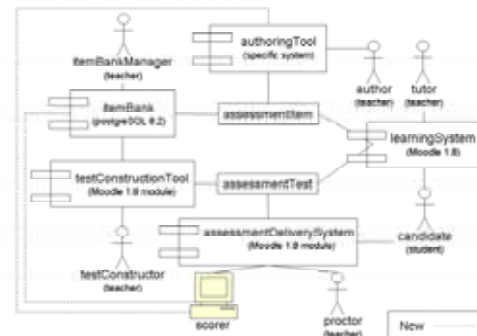 authoringTool
(specific system)
itemBankManager
(teacher)
author
(teacher)
tutor
(teacher)
itemBank
(postgreSQL 8.2)
assessmentItem
learningSystem
(Moodle 1.8)
testConstructionTool
(Moodle 1.8 module)
assessmentTest
assessmentDeliverySystem
(Moodle 1.8 module)
candidate
(student)
testConstructor
(teacher)
scorer
proctor
(teacher)
New